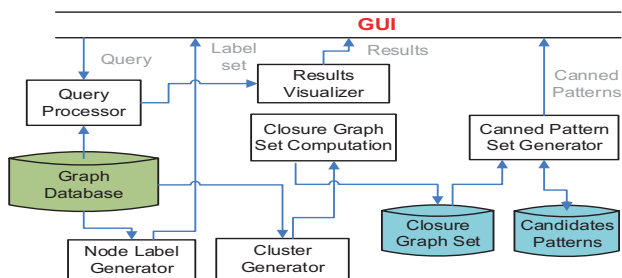 GUI
Query
Label
set
Results
Canned
Patterns
Query
Processor
Results
Visualizer
Closure Graph
Set Computation
Canned Pattern
Set Generator
Graph
Database
Closure
Graph Set
Candidates
Patterns
Node Label
Generator
Cluster
Generator